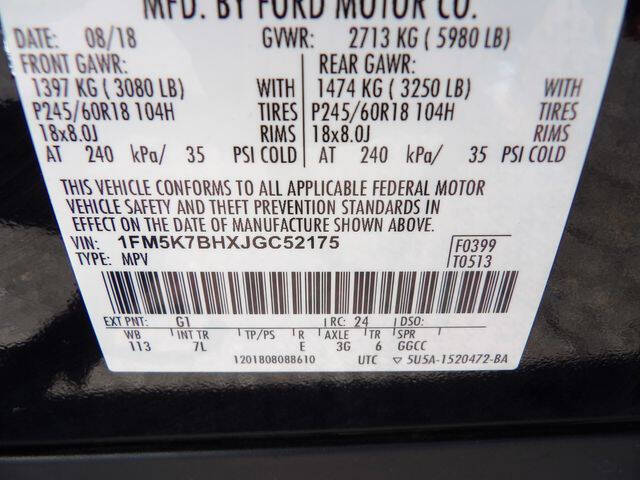 MFD. BY FORD MOTOR CO.
DATE: 08/18 GVWR: 2713 KG ( 5980 LB)
FRONT GAWR: REAR GAWR:
1397 KG ( 3080 LB) WITH 1474 KG ( 3250 LB) WITH
P245/60R18 104H TIRES P245/60R18 104H TIRES
18x8.0J RIMS 18x8.0J RIMS
AT 240 kPa/ 35 PSI COLD AT 240 kPa/ 35 PSI COLD
THIS VEHICLE CONFORMS TO ALL APPLICABLE FEDERAL MOTOR
VEHICLE SAFETY AND THEFT PREVENTION STANDARDS IN
EFFECT ON THE DATE OF MANUFACTURE SHOWN ABOVE.
VIN: 1FM5K7BHXJGC52175 F0399
TYPE: MPV T0513
EXT PNT: G1 RC: 24 DSO:
WB INT TR TP/PS R AXLE TR SPR
113 7L E 3G 6 GGCC
1201808088610 UTC 5U5A-1520472-BA